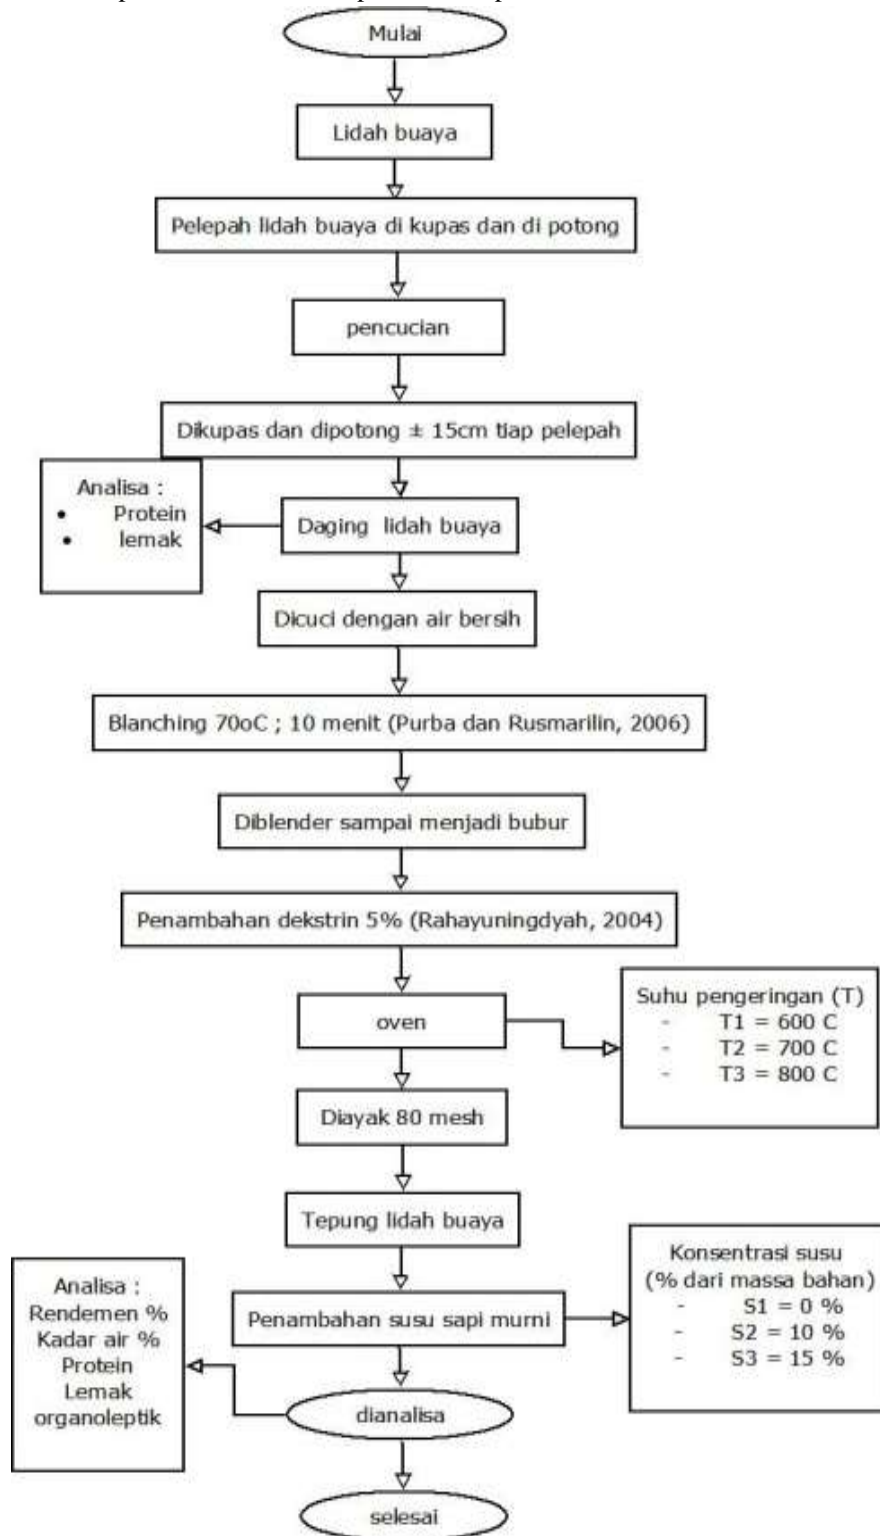 Mulai
Lidah buaya
Pelepah lidah buaya di kupas dan di potong
pencucian
Dikupas dan dipotong ± 15cm tiap pelepah
Analisa :
• Protein
• lemak
Daging lidah buaya
Dicuci dengan air bersih
Blanching 70oC ; 10 menit (Purba dan Rusmarilin, 2006)
Diblender sampai menjadi bubur
Penambahan dekstrin 5% (Rahayuningdyah, 2004)
oven
Suhu pengeringan (T)
- T1 = 600 C
- T2 = 700 C
- T3 = 800 C
Diayak 80 mesh
Tepung lidah buaya
Penambahan susu sapi murni
Konsentrasi susu
(% dari massa bahan)
- S1 = 0 %
- S2 = 10 %
- S3 = 15 %
Analisa :
Rendemen %
Kadar air %
Protein
Lemak
organoleptik
dianalisa
selesai